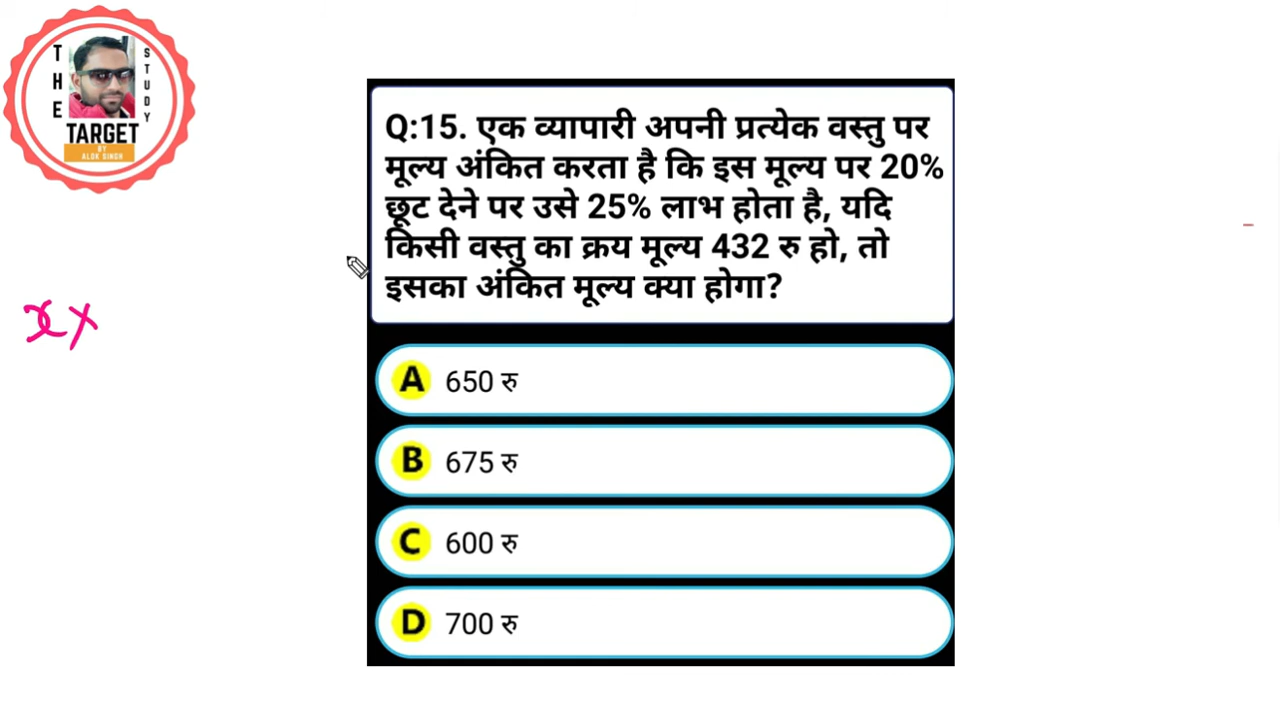 THE
STUDY
TARGET
BY
ALOK SINGH
Q:15. एक व्यापारी अपनी प्रत्येक वस्तु पर
मूल्य अंकित करता है कि इस मूल्य पर 20%
छूट देने पर उसे 25% लाभ होता है, यदि
किसी वस्तु का क्रय मूल्य 432 रु हो, तो
इसका अंकित मूल्य क्या होगा?
x×
A 650 रु
B 675 रु
C 600 रु
D 700 रु